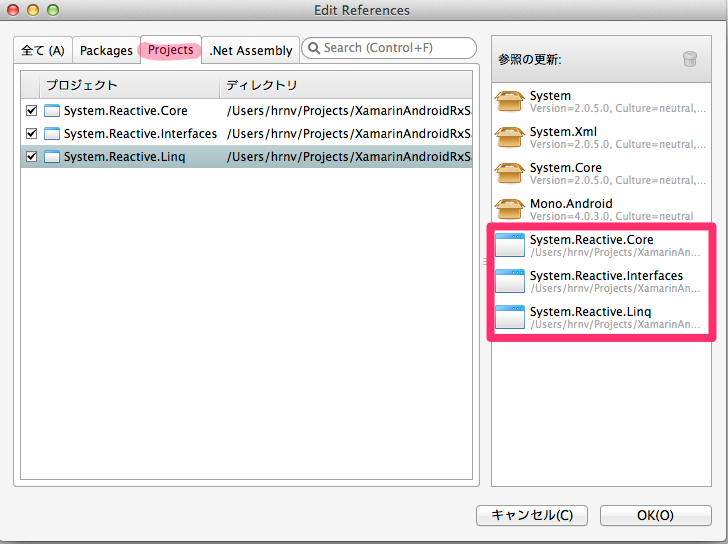 Edit References
全て (A) Packages Projects .Net Assembly Search (Control+F)
プロジェクト ディレクトリ
System.Reactive.Core /Users/hrnv/Projects/XamarinAndroidRxSa
System.Reactive.Interfaces /Users/hrnv/Projects/XamarinAndroidRxSa
System.Reactive.Linq /Users/hrnv/Projects/XamarinAndroidRxSa
参照の更新:
System
Version=2.0.5.0, Culture=neutral,...
System.Xml
Version=2.0.5.0, Culture=neutral,...
System.Core
Version=2.0.5.0, Culture=neutral,...
Mono.Android
Version=4.0.3.0, Culture=neutral
System.Reactive.Core
/Users/hrnv/Projects/XamarinAn...
System.Reactive.Interfaces
/Users/hrnv/Projects/XamarinAn...
System.Reactive.Linq
/Users/hrnv/Projects/XamarinAn...
キャンセル(C) OK(O)